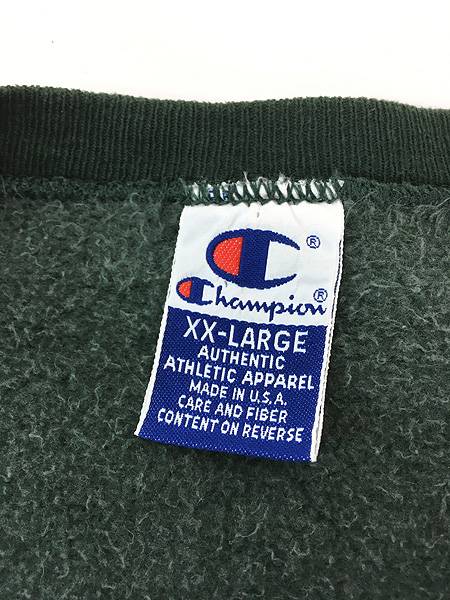 ®
Champion®
XX-LARGE
AUTHENTIC
ATHLETIC APPAREL
MADE IN U.S.A.
CARE AND FIBER
CONTENT ON REVERSE